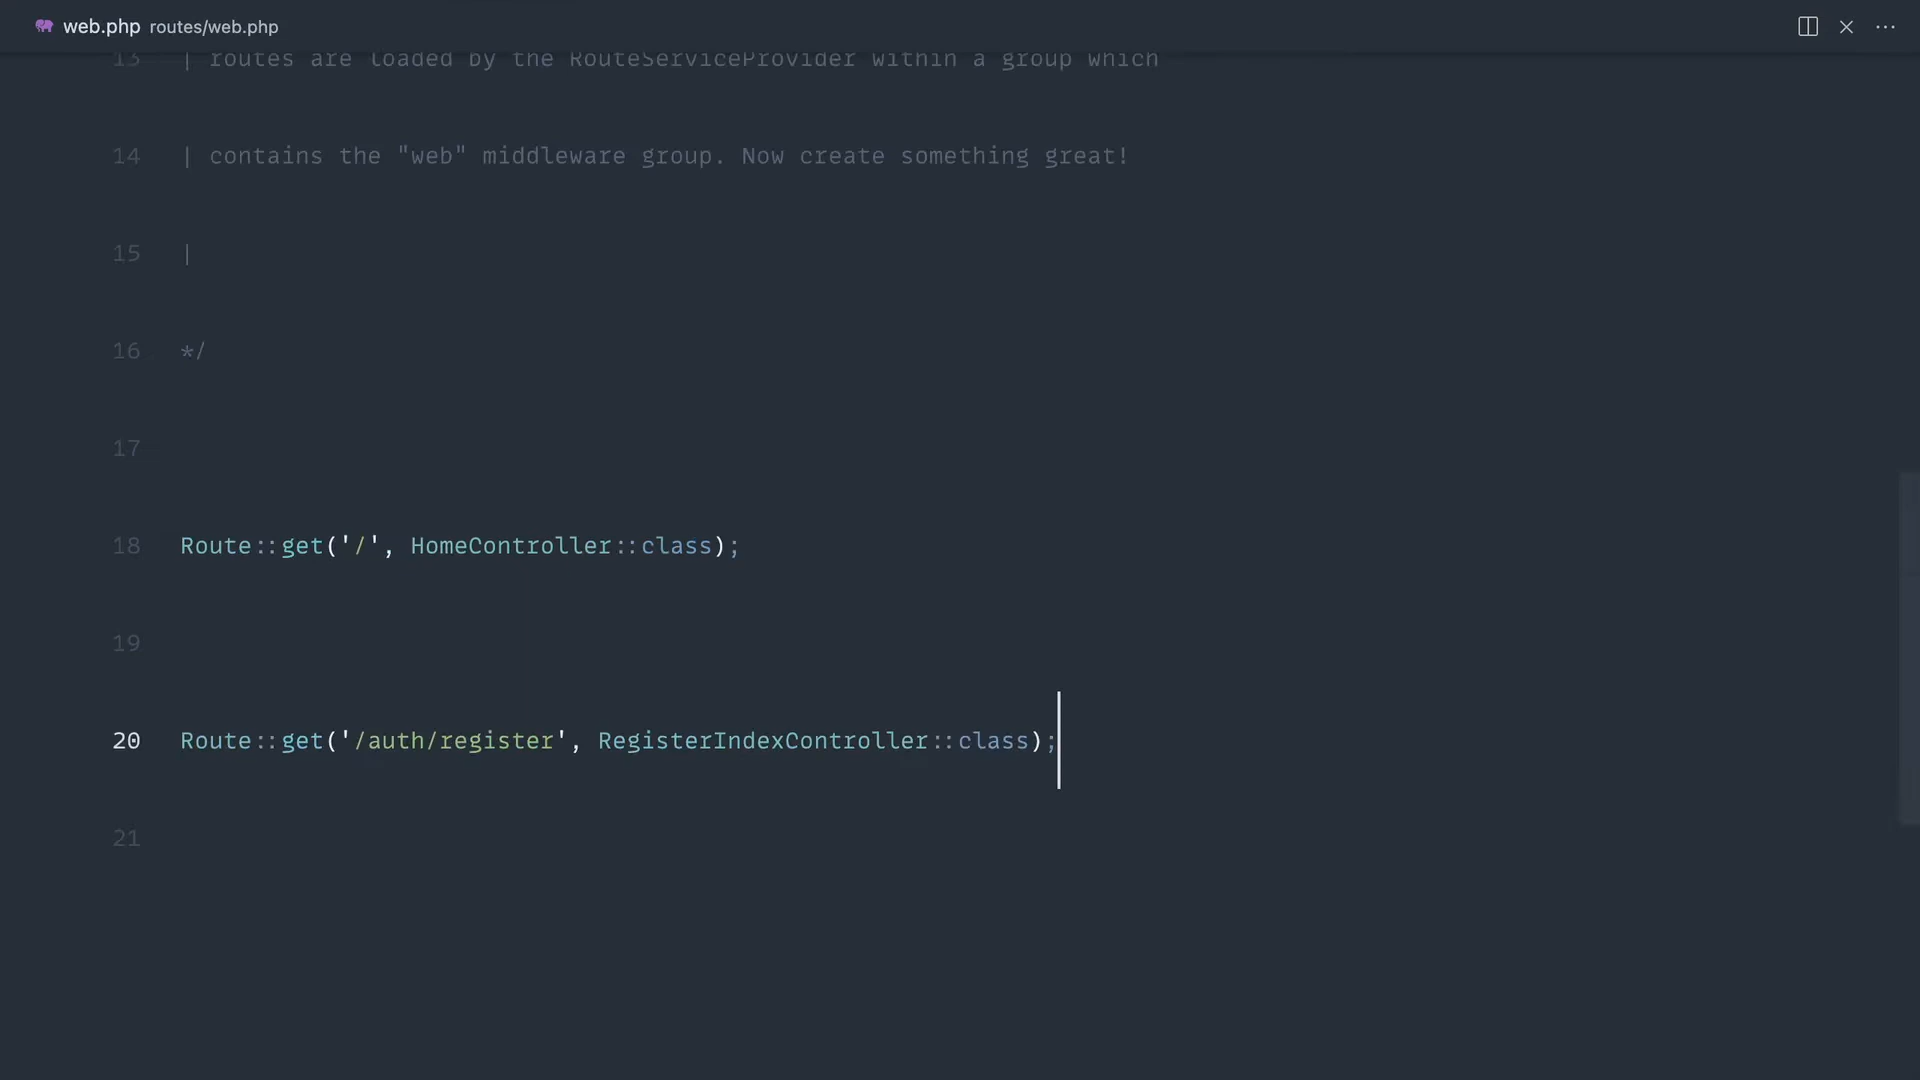 web.php routes/web.php
13 | routes are loaded by the RouteServiceProvider within a group which
14 | contains the "web" middleware group. Now create something great!
15 |
16 */
17
18 Route::get('/', HomeController::class);
19
20 Route::get('/auth/register', RegisterIndexController::class);
21